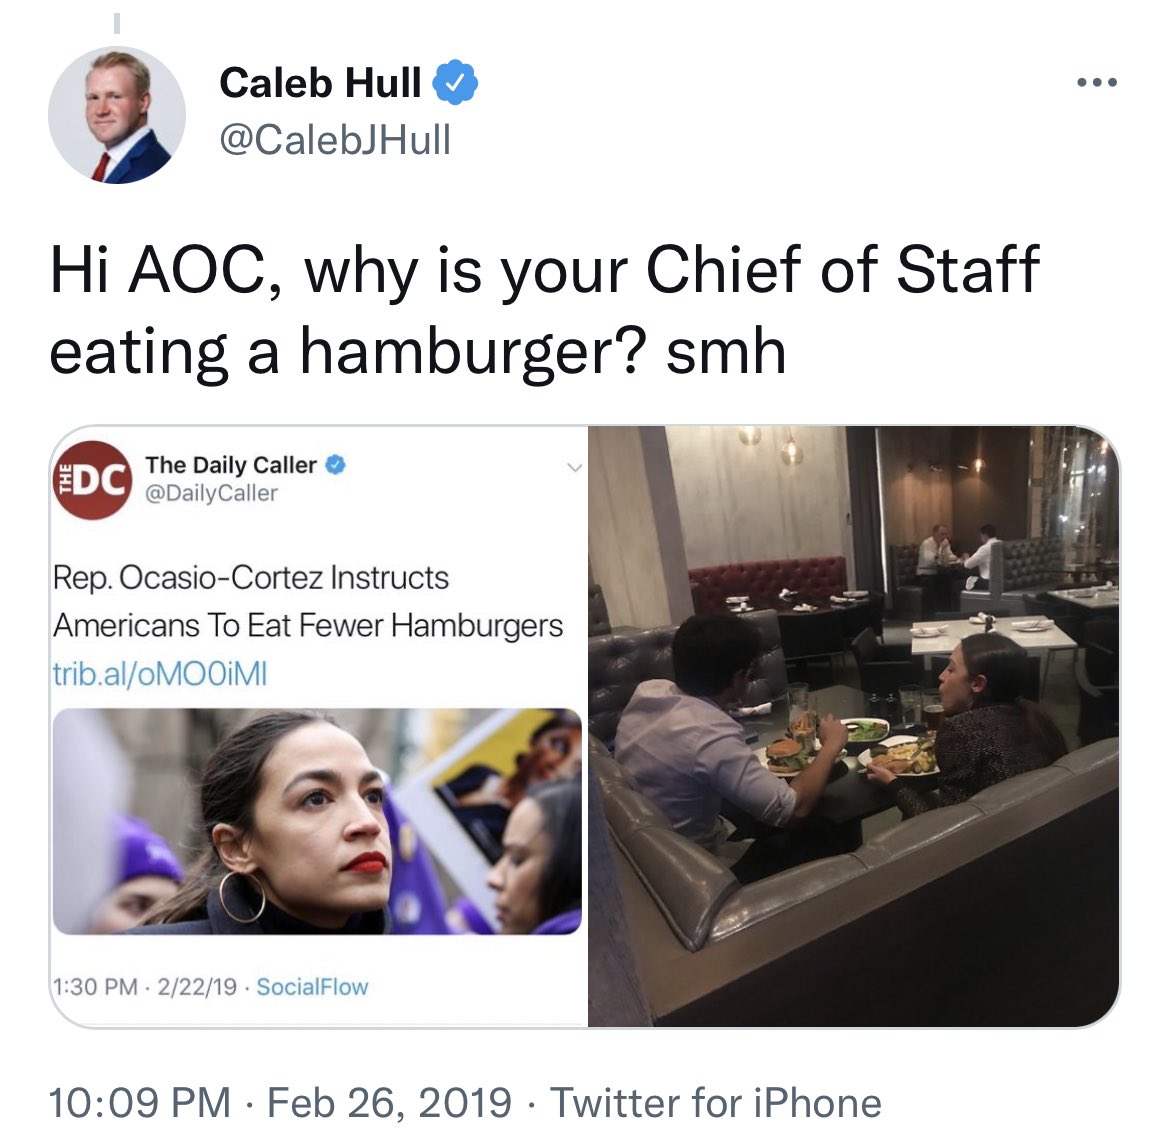 Caleb Hull
@CalebJHull
Hi AOC, why is your Chief of Staff
eating a hamburger? smh
THE DC
The Daily Caller
@DailyCaller
Rep. Ocasio-Cortez Instructs
Americans To Eat Fewer Hamburgers
trib.al/oMO0iMI
1:30 PM · 2/22/19 · SocialFlow
10:09 PM · Feb 26, 2019 · Twitter for iPhone